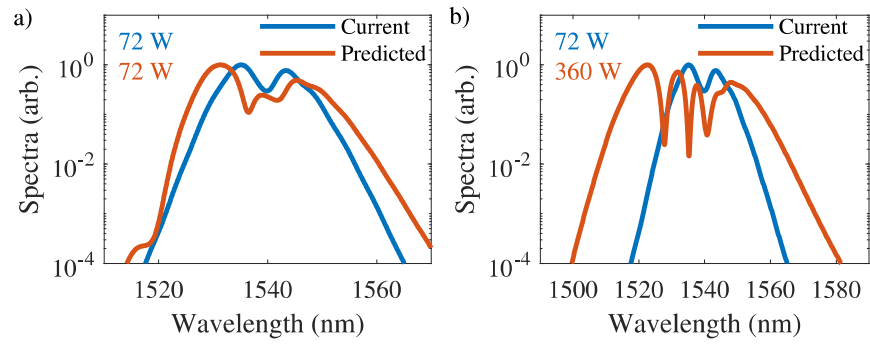 a)
72 W
72 W
Current
Predicted
10^0
10^-2
10^-4
Spectra (arb.)
1520
1540
1560
Wavelength (nm)
b)
72 W
360 W
Current
Predicted
10^0
10^-2
10^-4
Spectra (arb.)
1500
1520
1540
1560
1580
Wavelength (nm)